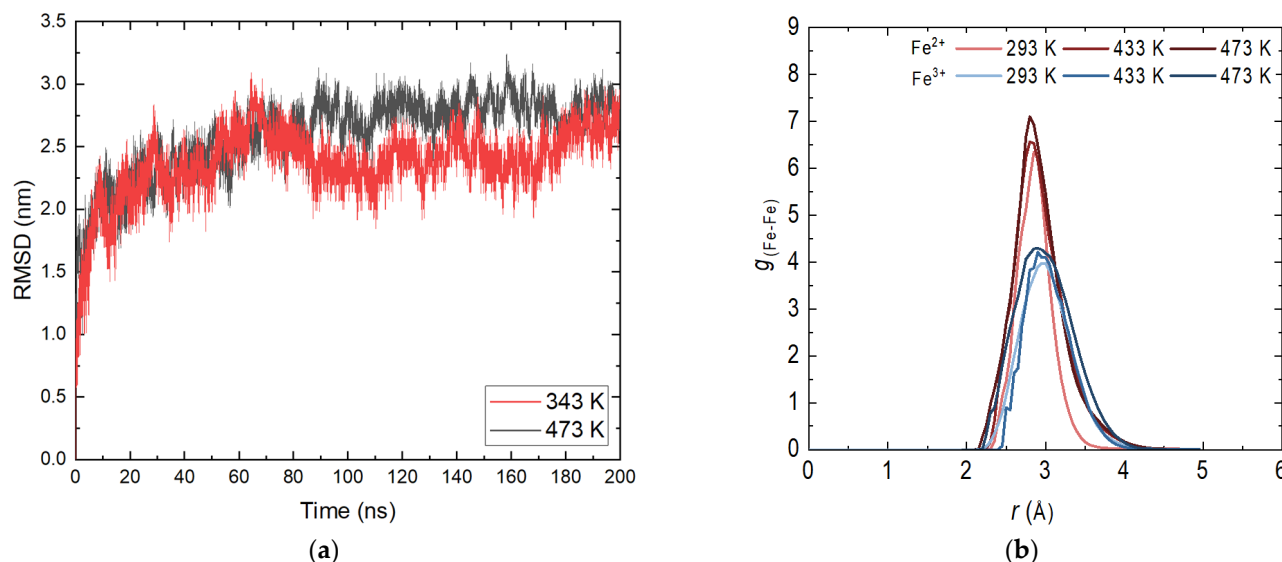 3.5
3.0
2.5
2.0
1.5
1.0
0.5
0.0
RMSD (nm)
343 K
473 K
0 20 40 60 80 100 120 140 160 180 200
Time (ns)
(a)
9
8
7
6
5
4
3
2
1
0
g(Fe-Fe)
Fe2+ 293 K 433 K 473 K
Fe3+ 293 K 433 K 473 K
0 1 2 3 4 5 6
r (Å)
(b)